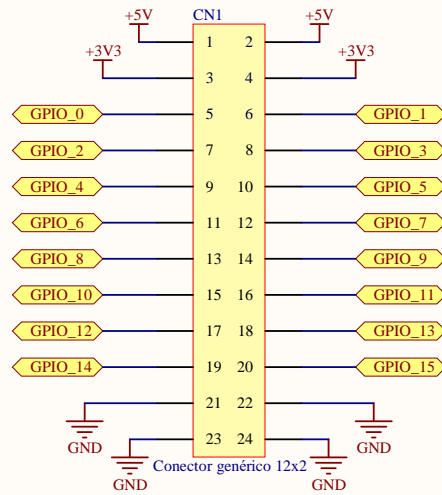 +5V CN1 +5V
1 2
+3V3 +3V3
3 4
GPIO_0 5 6 GPIO_1
GPIO_2 7 8 GPIO_3
GPIO_4 9 10 GPIO_5
GPIO_6 11 12 GPIO_7
GPIO_8 13 14 GPIO_9
GPIO_10 15 16 GPIO_11
GPIO_12 17 18 GPIO_13
GPIO_14 19 20 GPIO_15
21 22
GND 23 24 GND
Conector genérico 12x2
GND GND